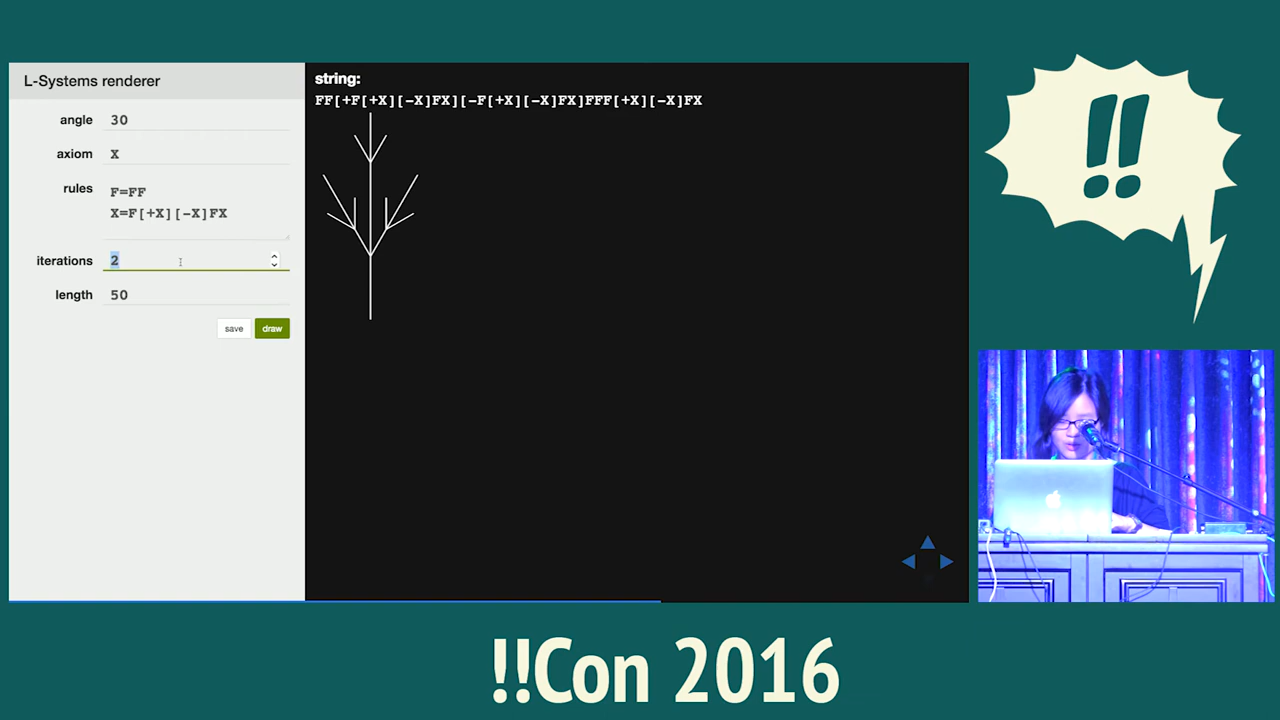 L-Systems renderer
angle 30
axiom X
rules F=FF
X=F[+X][-X]FX
iterations 2
length 50
save draw
string:
FF[+F[+X][-X]FX][-F[+X][-X]FX]FFF[+X][-X]FX
!!
!!Con 2016